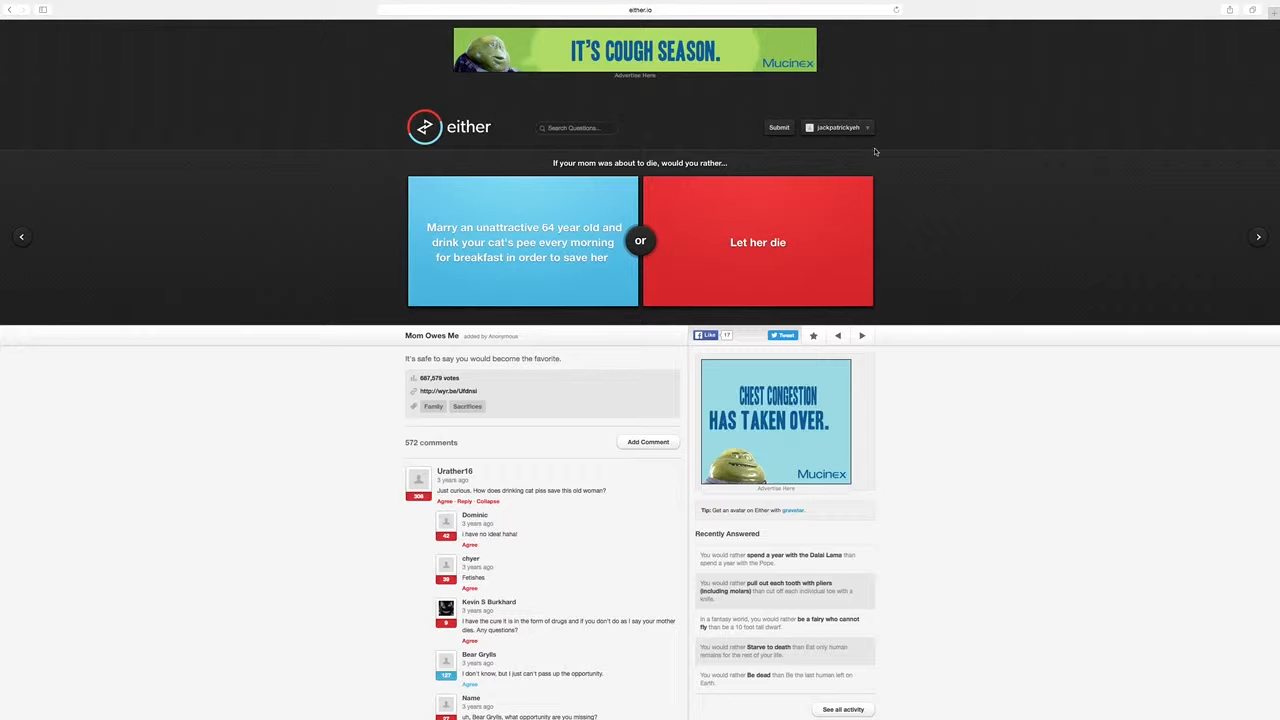 either.io
IT'S COUGH SEASON.
Mucinex
Advertise Here
either
Search Questions...
Submit
jackpatrickyeh
If your mom was about to die, would you rather...
Marry an unattractive 64 year old and
drink your cat's pee every morning
for breakfast in order to save her
or
Let her die
Mom Owes Me added by Anonymous
Like 17
Tweet
It's safe to say you would become the favorite.
687,579 votes
http://wyr.be/Ufdnsi
Family Sacrifices
572 comments
Add Comment
Urather16
3 years ago
Just curious. How does drinking cat piss save this old woman?
306
Agree · Reply · Collapse
Dominic
3 years ago
i have no idea! haha!
42
Agree
chyer
3 years ago
Fetishes
39
Agree
Kevin S Burkhard
3 years ago
I have the cure it is in the form of drugs and if you don't do as I say your mother
dies. Any questions?
9
Agree
Bear Grylls
3 years ago
I don't know, but I just can't pass up the opportunity.
127
Agree
Name
3 years ago
uh, Bear Grylls, what opportunity are you missing?
CHEST CONGESTION
HAS TAKEN OVER.
Mucinex
Advertise Here
Tip: Get an avatar on Either with gravatar.
Recently Answered
You would rather spend a year with the Dalai Lama than
spend a year with the Pope.
You would rather pull out each tooth with pliers
(including molars) than cut off each individual toe with a
knife.
In a fantasy world, you would rather be a fairy who cannot
fly than be a 10 foot tall dwarf.
You would rather Starve to death than Eat only human
remains for the rest of your life.
You would rather Be dead than Be the last human left on
Earth.
See all activity